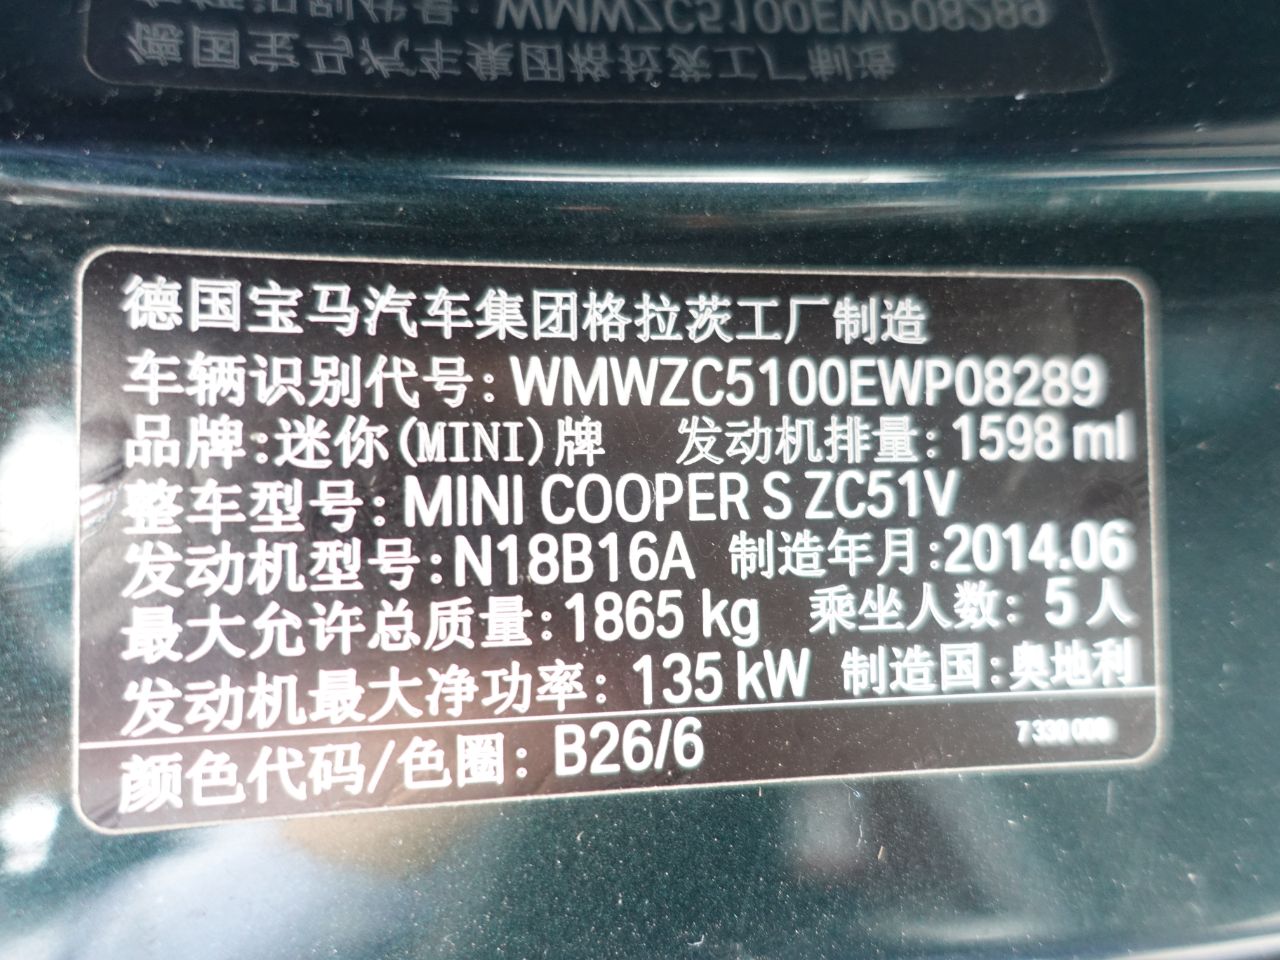 德国宝马汽车集团格拉茨工厂制造
车辆识别代号: WMWZC5100EWP08289
品牌:迷你(MINI)牌 发动机排量: 1598 ml
整车型号: MINI COOPER S ZC51V
发动机型号: N18B16A 制造年月:2014.06
最大允许总质量: 1865 kg 乘坐人数: 5 人
发动机最大净功率: 135 kW 制造国:奥地利
颜色代码/色圈: B26/6